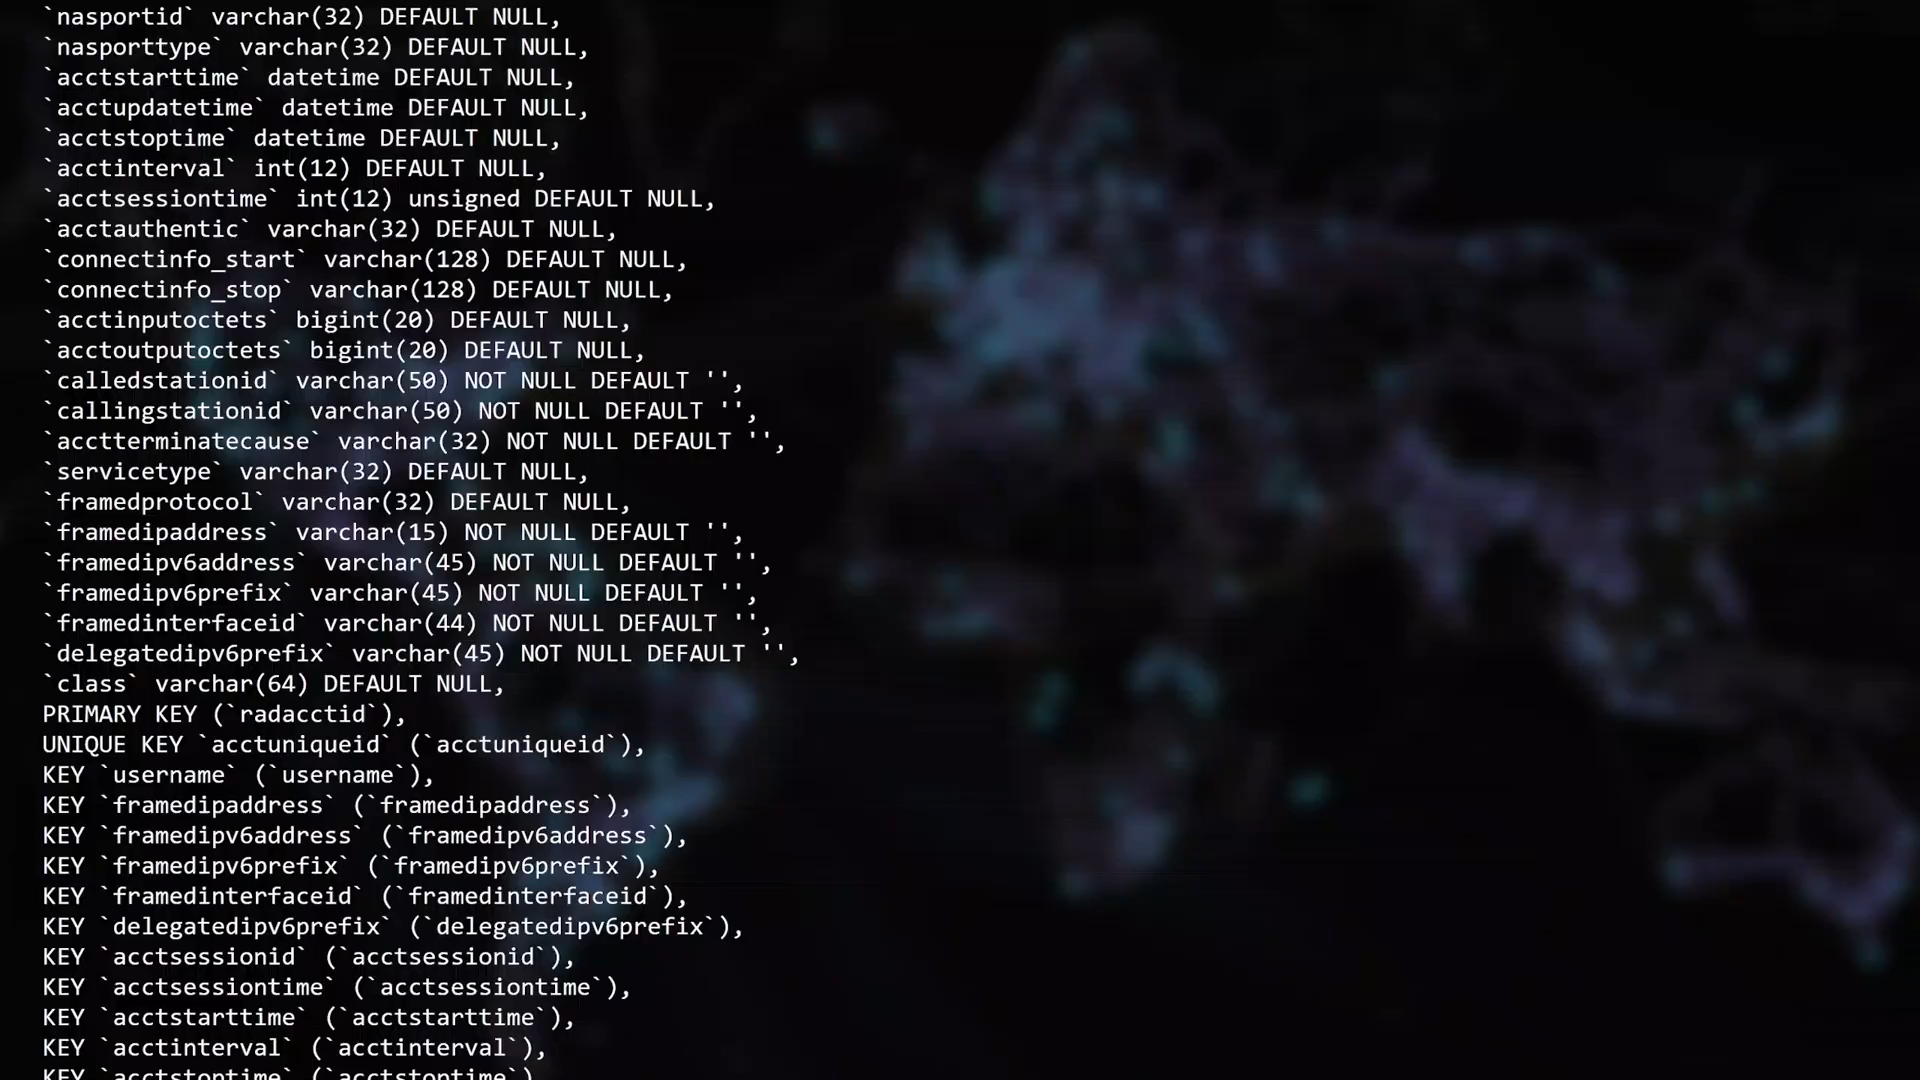 `nasportid` varchar(32) DEFAULT NULL,
`nasporttype` varchar(32) DEFAULT NULL,
`acctstarttime` datetime DEFAULT NULL,
`acctupdatetime` datetime DEFAULT NULL,
`acctstoptime` datetime DEFAULT NULL,
`acctinterval` int(12) DEFAULT NULL,
`acctsessiontime` int(12) unsigned DEFAULT NULL,
`acctauthentic` varchar(32) DEFAULT NULL,
`connectinfo_start` varchar(128) DEFAULT NULL,
`connectinfo_stop` varchar(128) DEFAULT NULL,
`acctinputoctets` bigint(20) DEFAULT NULL,
`acctoutputoctets` bigint(20) DEFAULT NULL,
`calledstationid` varchar(50) NOT NULL DEFAULT '',
`callingstationid` varchar(50) NOT NULL DEFAULT '',
`acctterminatecause` varchar(32) NOT NULL DEFAULT '',
`servicetype` varchar(32) DEFAULT NULL,
`framedprotocol` varchar(32) DEFAULT NULL,
`framedipaddress` varchar(15) NOT NULL DEFAULT '',
`framedipv6address` varchar(45) NOT NULL DEFAULT '',
`framedipv6prefix` varchar(45) NOT NULL DEFAULT '',
`framedinterfaceid` varchar(44) NOT NULL DEFAULT '',
`delegatedipv6prefix` varchar(45) NOT NULL DEFAULT '',
`class` varchar(64) DEFAULT NULL,
PRIMARY KEY (`radacctid`),
UNIQUE KEY `acctuniqueid` (`acctuniqueid`),
KEY `username` (`username`),
KEY `framedipaddress` (`framedipaddress`),
KEY `framedipv6address` (`framedipv6address`),
KEY `framedipv6prefix` (`framedipv6prefix`),
KEY `framedinterfaceid` (`framedinterfaceid`),
KEY `delegatedipv6prefix` (`delegatedipv6prefix`),
KEY `acctsessionid` (`acctsessionid`),
KEY `acctsessiontime` (`acctsessiontime`),
KEY `acctstarttime` (`acctstarttime`),
KEY `acctinterval` (`acctinterval`),
KEY `acctstoptime` (`acctstoptime`)